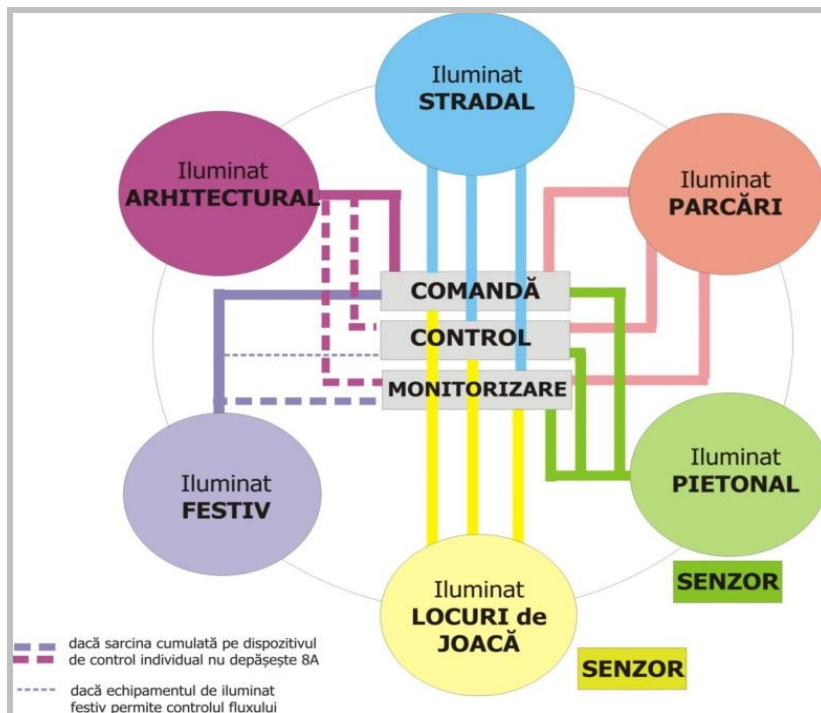 Iluminat
STRADAL
Iluminat
ARHITECTURAL
Iluminat
PARCĂRI
COMANDĂ
CONTROL
MONITORIZARE
Iluminat
FESTIV
Iluminat
PIETONAL
SENZOR
Iluminat
LOCURI de
JOACĂ
SENZOR
dacă sarcina cumulată pe dispozitivul
de control individual nu depășește 8A
dacă echipamentul de iluminat
festiv permite controlul fluxului